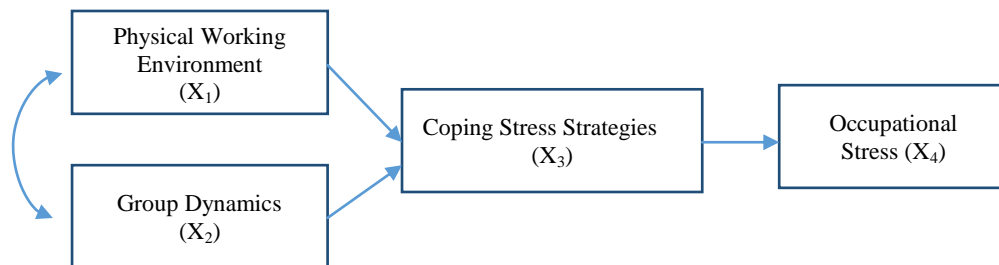 Physical Working
Environment
(X₁)
Group Dynamics
(X₂)
Coping Stress Strategies
(X₃)
Occupational
Stress (X₄)